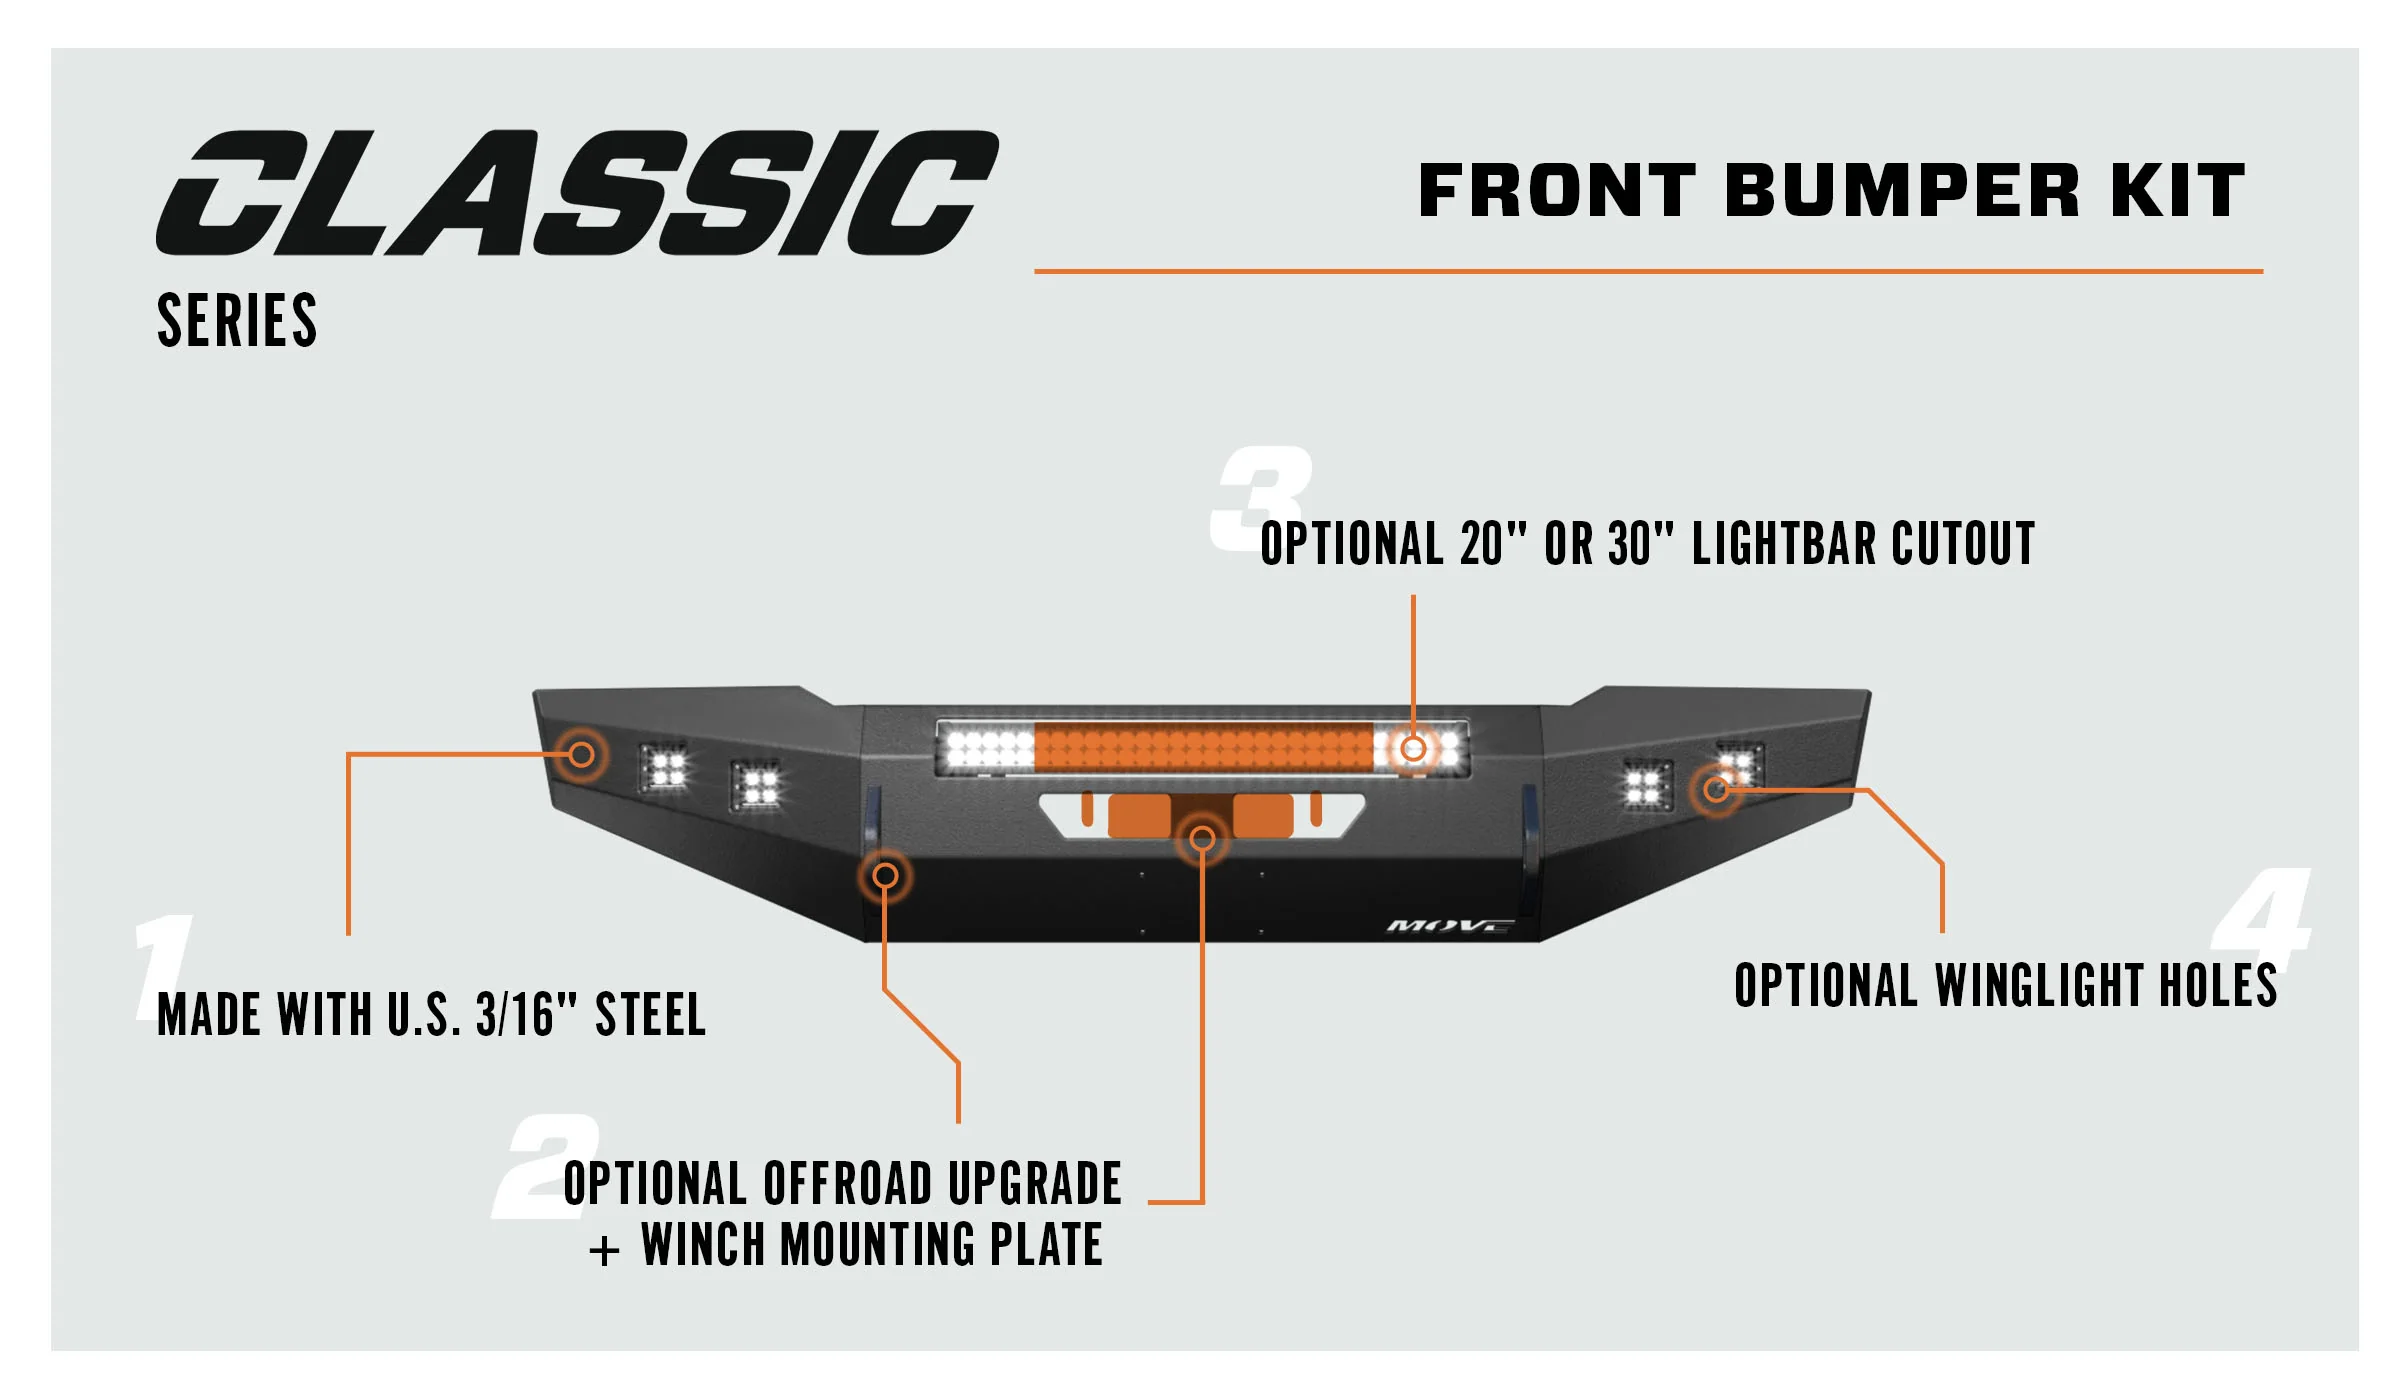 CLASSIC
SERIES
FRONT BUMPER KIT
3
OPTIONAL 20" OR 30" LIGHTBAR CUTOUT
MOVE
1
MADE WITH U.S. 3/16" STEEL
4
OPTIONAL WINGLIGHT HOLES
2
OPTIONAL OFFROAD UPGRADE
+ WINCH MOUNTING PLATE